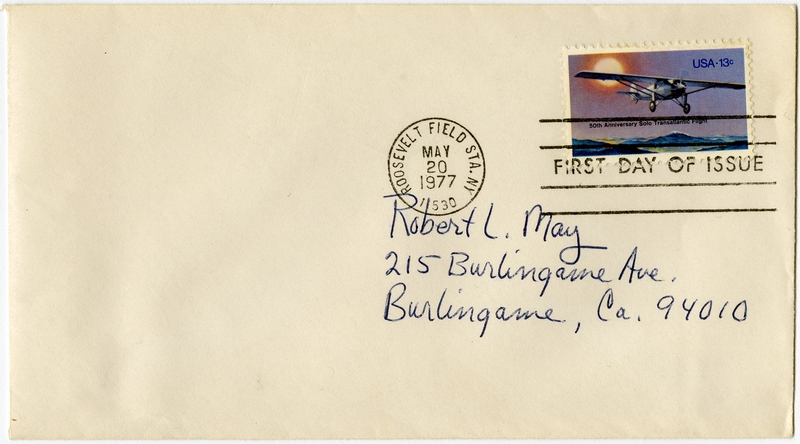 USA·13c
50th Anniversary Solo Transatlantic Flight
ROOSEVELT FIELD STA. NY
MAY
20
1977
11530
FIRST DAY OF ISSUE
Robert L. May
215 Burlingame Ave.
Burlingame, Ca. 94010